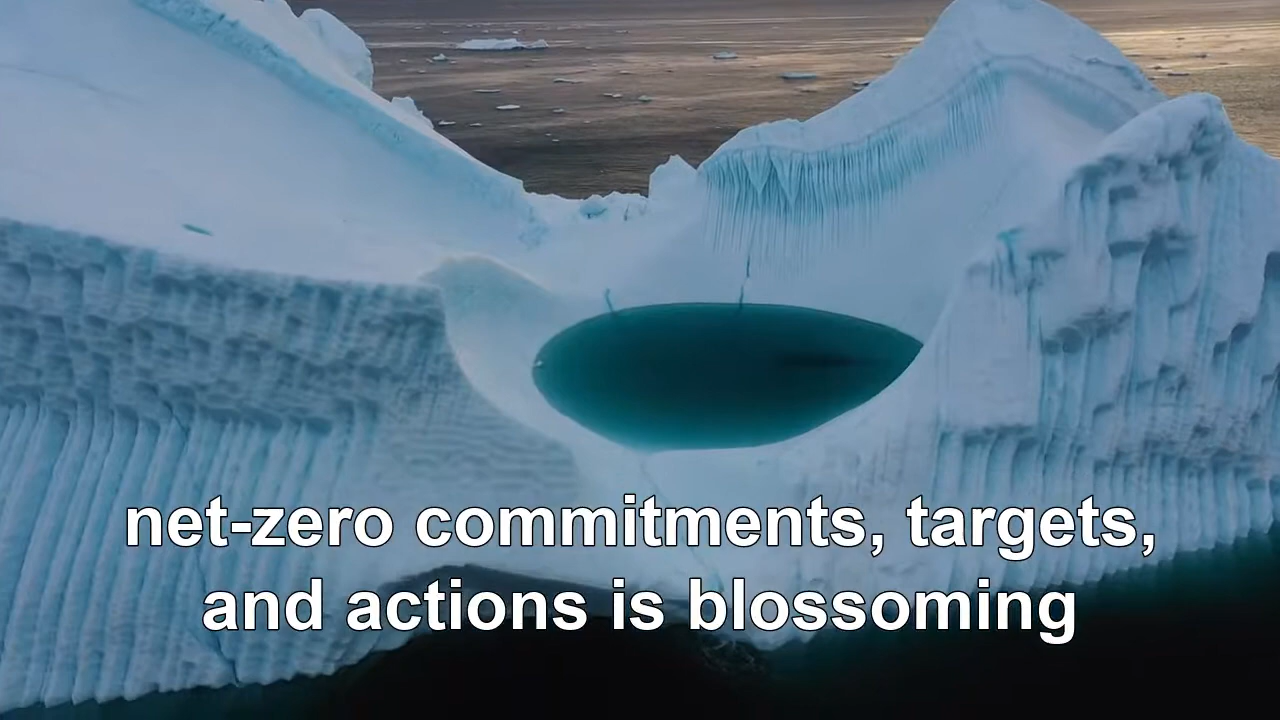 net-zero commitments, targets,
and actions is blossoming